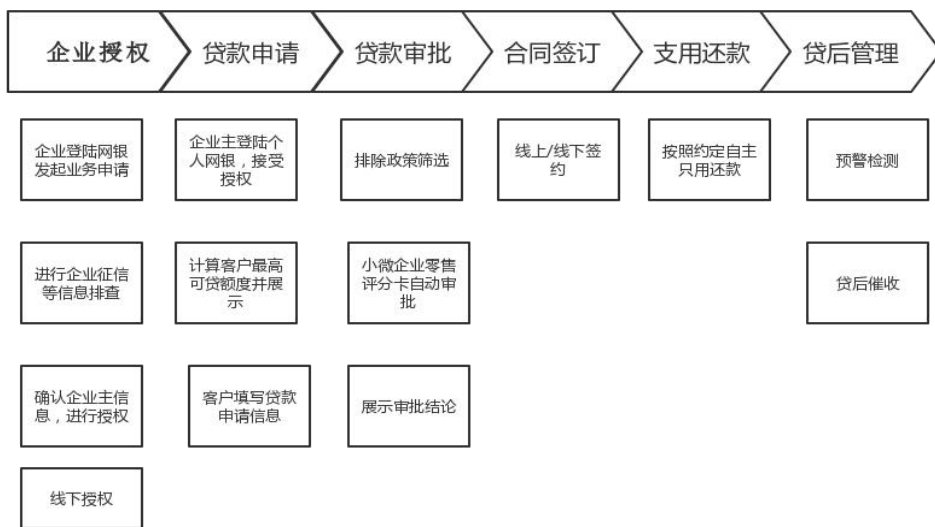 企业授权
贷款申请
贷款审批
合同签订
支用还款
贷后管理
企业登陆网银
发起业务申请
企业主登陆个
人网银，接受
授权
排除政策筛选
线上/线下签
约
按照约定自主
只用还款
预警检测
进行企业征信
等信息排查
计算客户最高
可贷额度并展
示
小微企业零售
评分卡自动审
批
贷后催收
确认企业主信
息，进行授权
客户填写贷款
申请信息
展示审批结论
线下授权